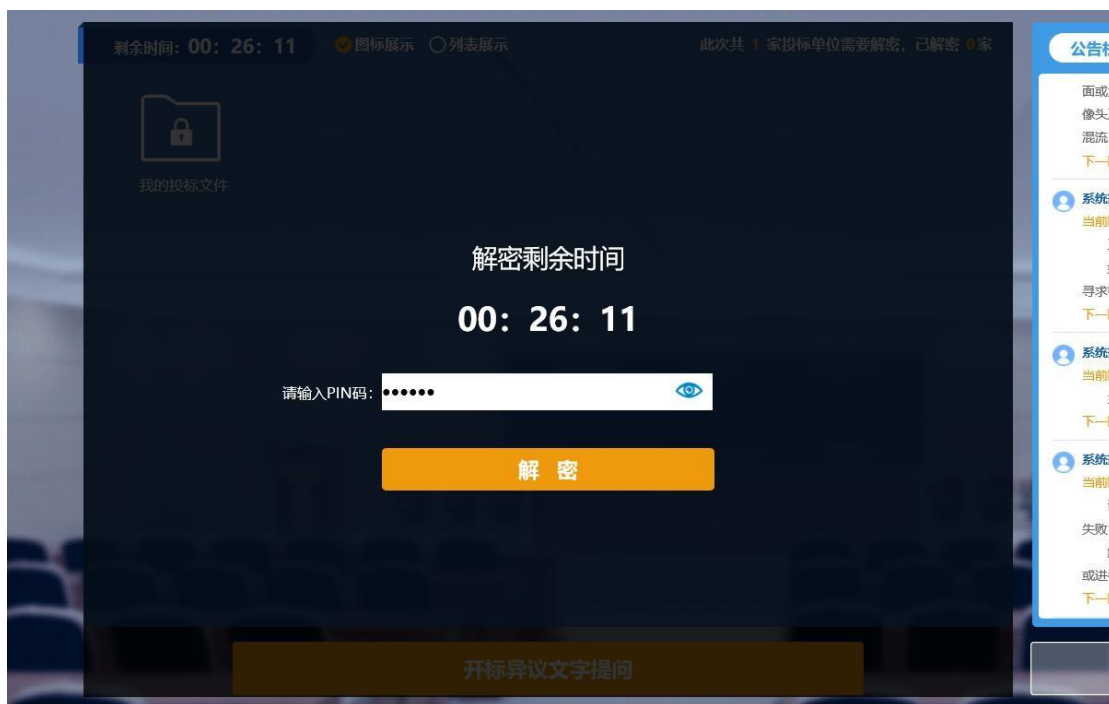 剩余时间：00：26：11
图标展示 列表展示
此次共 1 家投标单位需要解密，已解密 0家
我的投标文件
解密剩余时间
00：26：11
请输入PIN码：••••••
解 密
开标异议文字提问
公告
面或
像头
混流
下一
系统
当前
寻求
下一
系统
当前
下一
系统
当前
失败
或进
下一